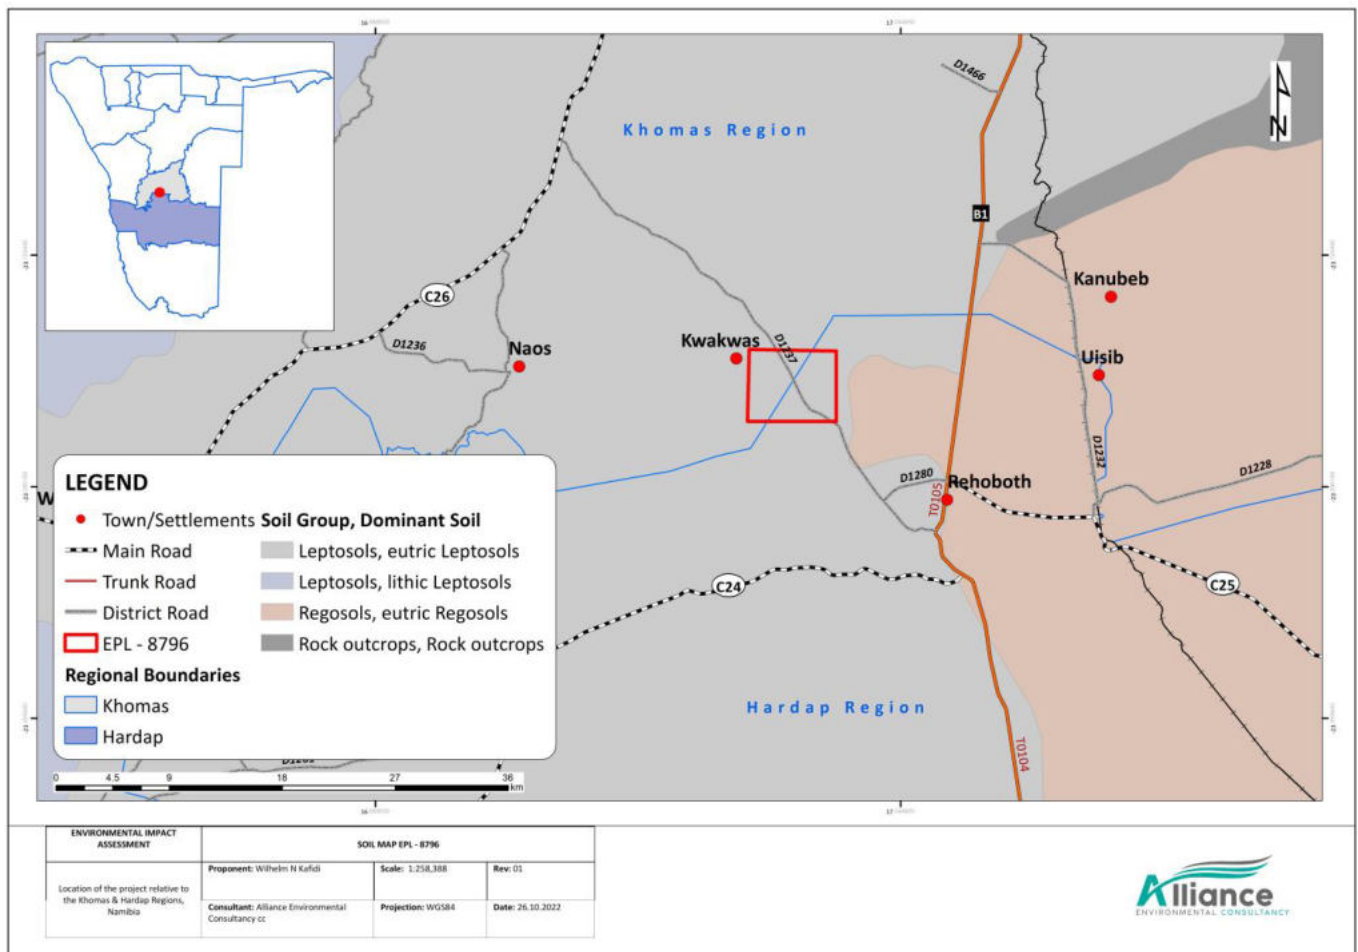 Khomas Region
D1466
B1
C26
D1236
Naos
Kwakwas
D1237
Kanubeb
Uisib
D1232
D1228
D1280
Rehoboth
T0105
C24
C25
Hardap Region
T0104
W
LEGEND
Town/Settlements
Main Road
Trunk Road
District Road
EPL - 8796
Regional Boundaries
Khomas
Hardap
Soil Group, Dominant Soil
Leptosols, eutric Leptosols
Leptosols, lithic Leptosols
Regosols, eutric Regosols
Rock outcrops, Rock outcrops
0 4.5 9 18 27 36
km
N
ENVIRONMENTAL IMPACT
ASSESSMENT
Location of the project relative to
the Khomas & Hardap Regions,
Namibia
SOIL MAP EPL - 8796
Proponent: Wilhelm N Kafidi
Scale: 1:258,388
Rev: 01
Consultant: Alliance Environmental
Consultancy cc
Projection: WGS84
Date: 26.10.2022
Alliance
ENVIRONMENTAL CONSULTANCY